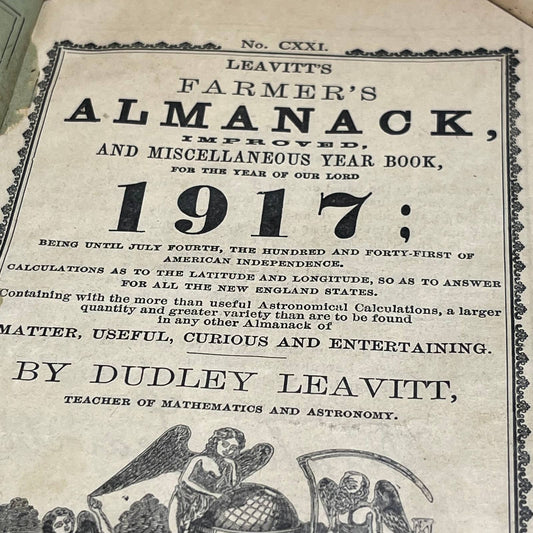 No. CXXI.
LEAVITT'S
FARMER'S
ALMANACK,
IMPROVED,
AND MISCELLANEOUS YEAR BOOK,
FOR THE YEAR OF OUR LORD
1917;
BEING UNTIL JULY FOURTH, THE HUNDRED AND FORTY-FIRST OF
AMERICAN INDEPENDENCE.
CALCULATIONS AS TO THE LATITUDE AND LONGITUDE, SO AS TO ANSWER
FOR ALL THE NEW ENGLAND STATES.
Containing with the more than useful Astronomical Calculations, a larger
quantity and greater variety than are to be found
in any other Almanack of
MATTER, USEFUL, CURIOUS AND ENTERTAINING.
BY DUDLEY LEAVITT,
TEACHER OF MATHEMATICS AND ASTRONOMY.